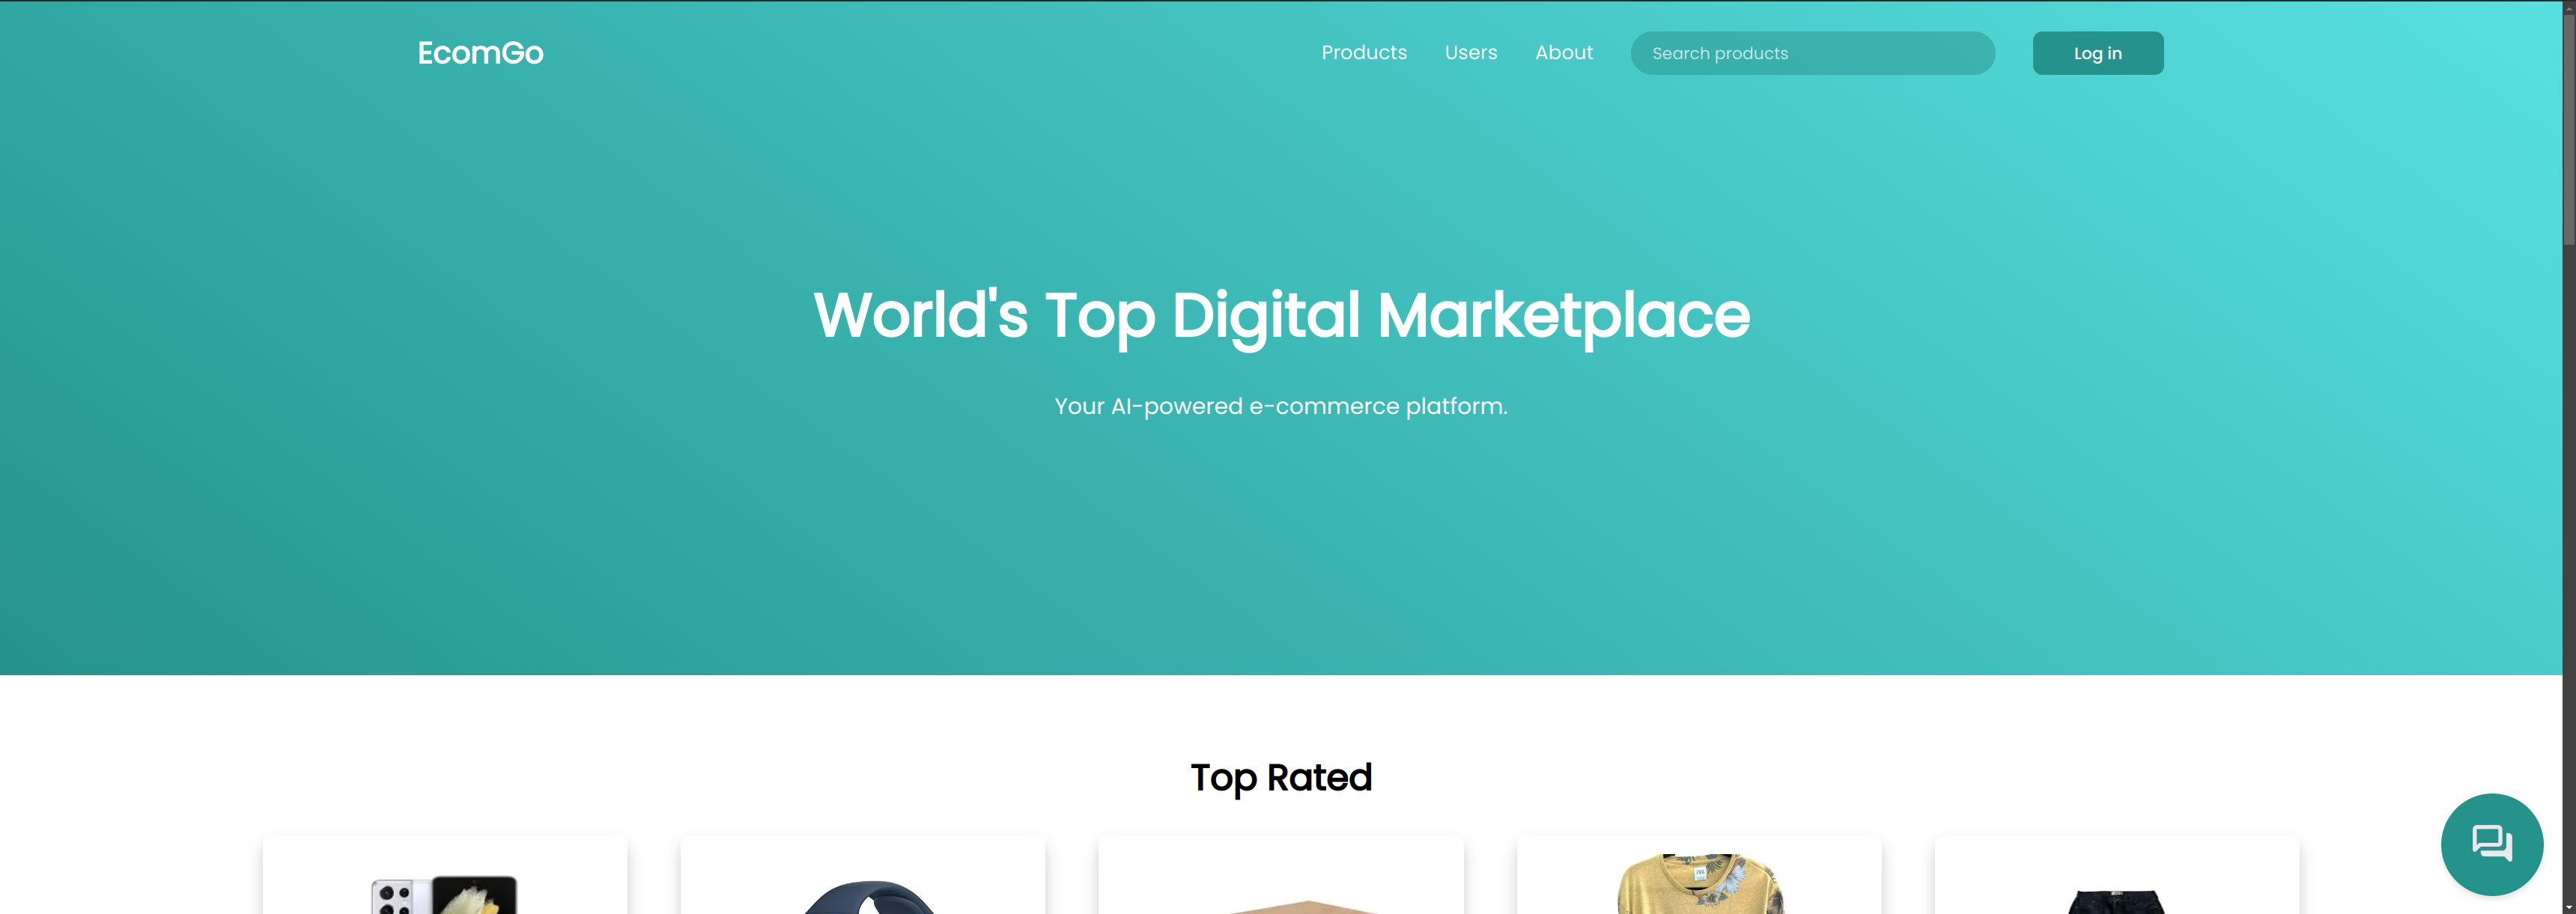 EcomGo
Products
Users
About
Search products
Log in
World's Top Digital Marketplace
Your AI-powered e-commerce platform.
Top Rated